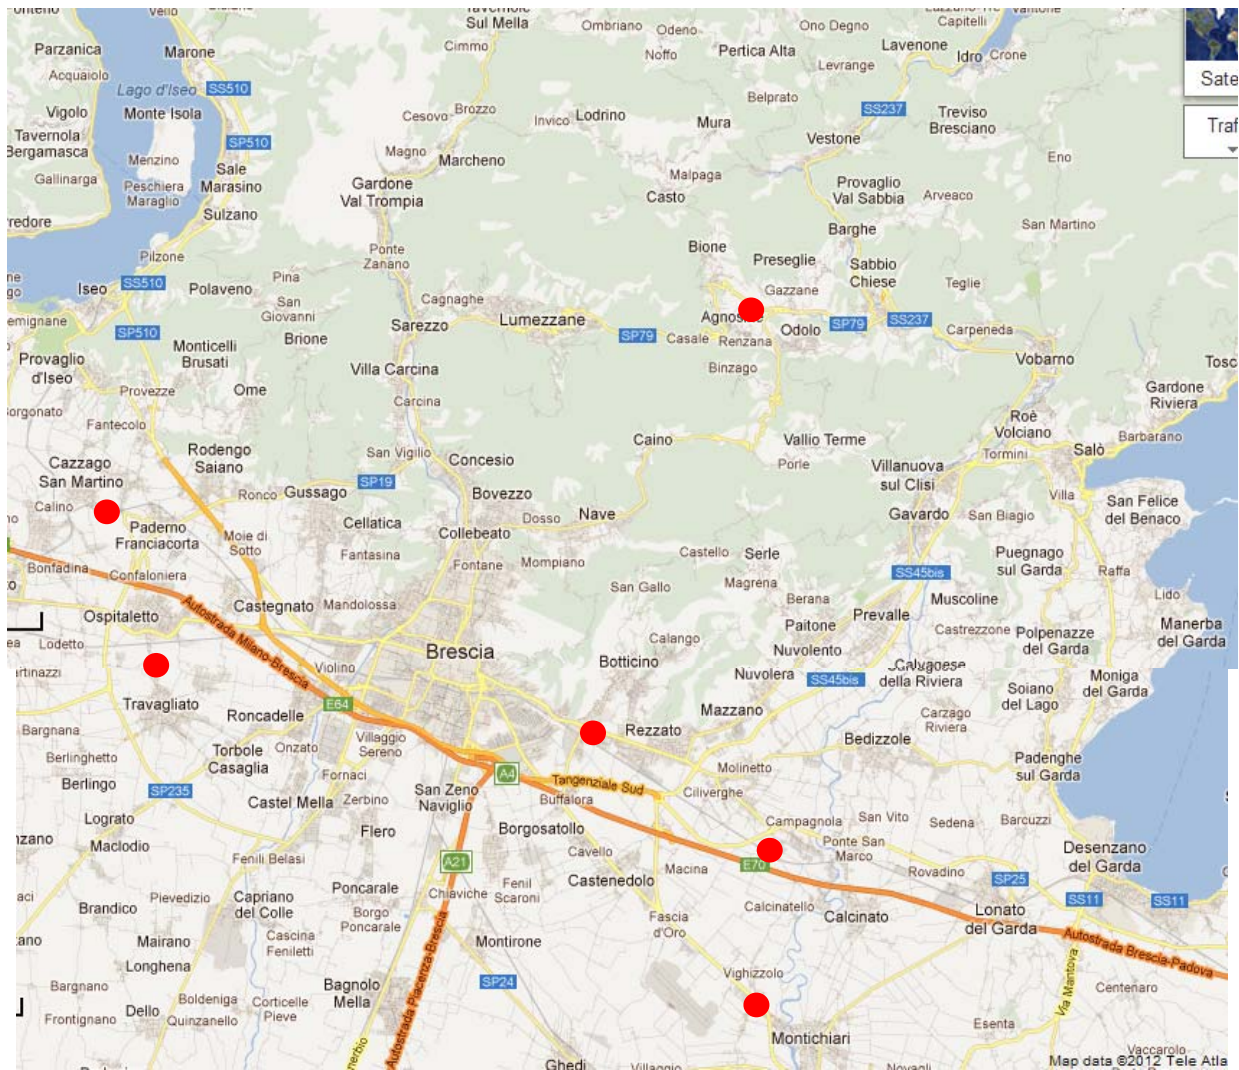 Velo
Sul Mella
Ombriano
Odeno
Ono Degno
Capitelli
Parzanica
Marone
Cimmo
Noffo
Pertica Alta
Lavenone
Idro
Crone
Levrange
Acquaiolo
Lago d'Iseo
SS510
Sate
Belprato
Vigolo
Monte Isola
Cesovo
Brozzo
Invico
Lodrino
Mura
SS237
Treviso
Bresciano
Traf
Tavernola
Bergamasca
SP510
Vestone
Menzino
Magno
Marcheno
Eno
Gallinarga
Peschiera
Maraglio
Sale
Marasino
Gardone
Val Trompia
Malpaga
Casto
Provaglio
Val Sabbia
Arveaco
redore
Sulzano
San Martino
Barghe
Pilzone
Ponte
Zanano
Bione
Preseglie
Sabbio
Chiese
Iseo
SS510
Polaveno
Pina
San
Giovanni
Cagnaghe
Gazzane
Teglie
emignane
SP510
Brione
Sarezzo
Lumezzane
SP79
Casale
Renzana
Odolo
SP79
SS237
Carpeneda
Monticelli
Brusati
Provaglio
d'Iseo
Villa Carcina
Binzago
Vobarno
Tosc
Provezze
Ome
Carcina
Gardone
Riviera
orgonato
Fantecolo
Roè
Volciano
Barbarano
Rodengo
Saiano
San Vigilio
Concesio
Caino
Vallio Terme
Tormini
Salò
Cazzago
San Martino
Porle
Villanuova
sul Clisi
SP19
Ronco
Gussago
Bovezzo
Villa
San Felice
del Benaco
Calino
Paderno
Franciacorta
Cellatica
Dosso
Nave
Gavardo
San Biagio
Moie di
Sotto
Collebeato
Fantasina
Fontane
Mompiano
Castello
Serle
Puegnago
sul Garda
Raffa
Bonfadina
Confaloniera
San Gallo
Magrena
SS45bis
Ospitaletto
Autostrada Milano-Brescia
Castegnato
Mandolossa
Berana
Paitone
Prevalle
Muscoline
Lido
Lodetto
Calango
Castrezzone
Polpenazze
del Garda
Manerba
del Garda
Violino
Brescia
Botticino
Nuvolento
artinazzi
Nuvolera
SS45bis
Calvagese
della Riviera
Soiano
del Lago
Moniga
del Garda
Travagliato
Roncadelle
E64
Mazzano
Carzago
Riviera
Bargnana
Villaggio
Sereno
Rezzato
Bedizzole
Onzato
Torbole
Casaglia
Berlinghetto
Padenghe
sul Garda
Berlingo
Fornaci
A4
Tangenziale Sud
Molinetto
SP235
Castel Mella
Zerbino
San Zeno
Naviglio
Buffalora
Ciliverghe
Lograto
Flero
Borgosatollo
Campagnola
San Vito
Sedena
Barcuzzi
Maclodio
Fenili Belasi
A21
Cavello
E70
Ponte San
Marco
Desenzano
del Garda
Macina
Rovadino
Pievedizio
Capriano
del Colle
Poncarale
Chiaviche
Fenil
Scaroni
Castenedolo
SP25
SS11
SS11
Brandico
Borgo
Poncarale
Calcinatello
Calcinato
Lonato
del Garda
Fascia
d'Oro
Mairano
Cascina
Feniletti
Montirone
Autostrada Brescia-Padova
Longhena
Vighizzolo
Bargnano
Bagnolo
Mella
SP24
Via Mantova
Centenaro
Boldeniga
Corticelle
Pieve
Autostrada Piacenza-Brescia
Frontignano
Dello
Quinzanello
Montichiari
Esenta
Vaccarolo
Ghedi
Villaggio
Novagli
Map data ©2012 Tele Atla